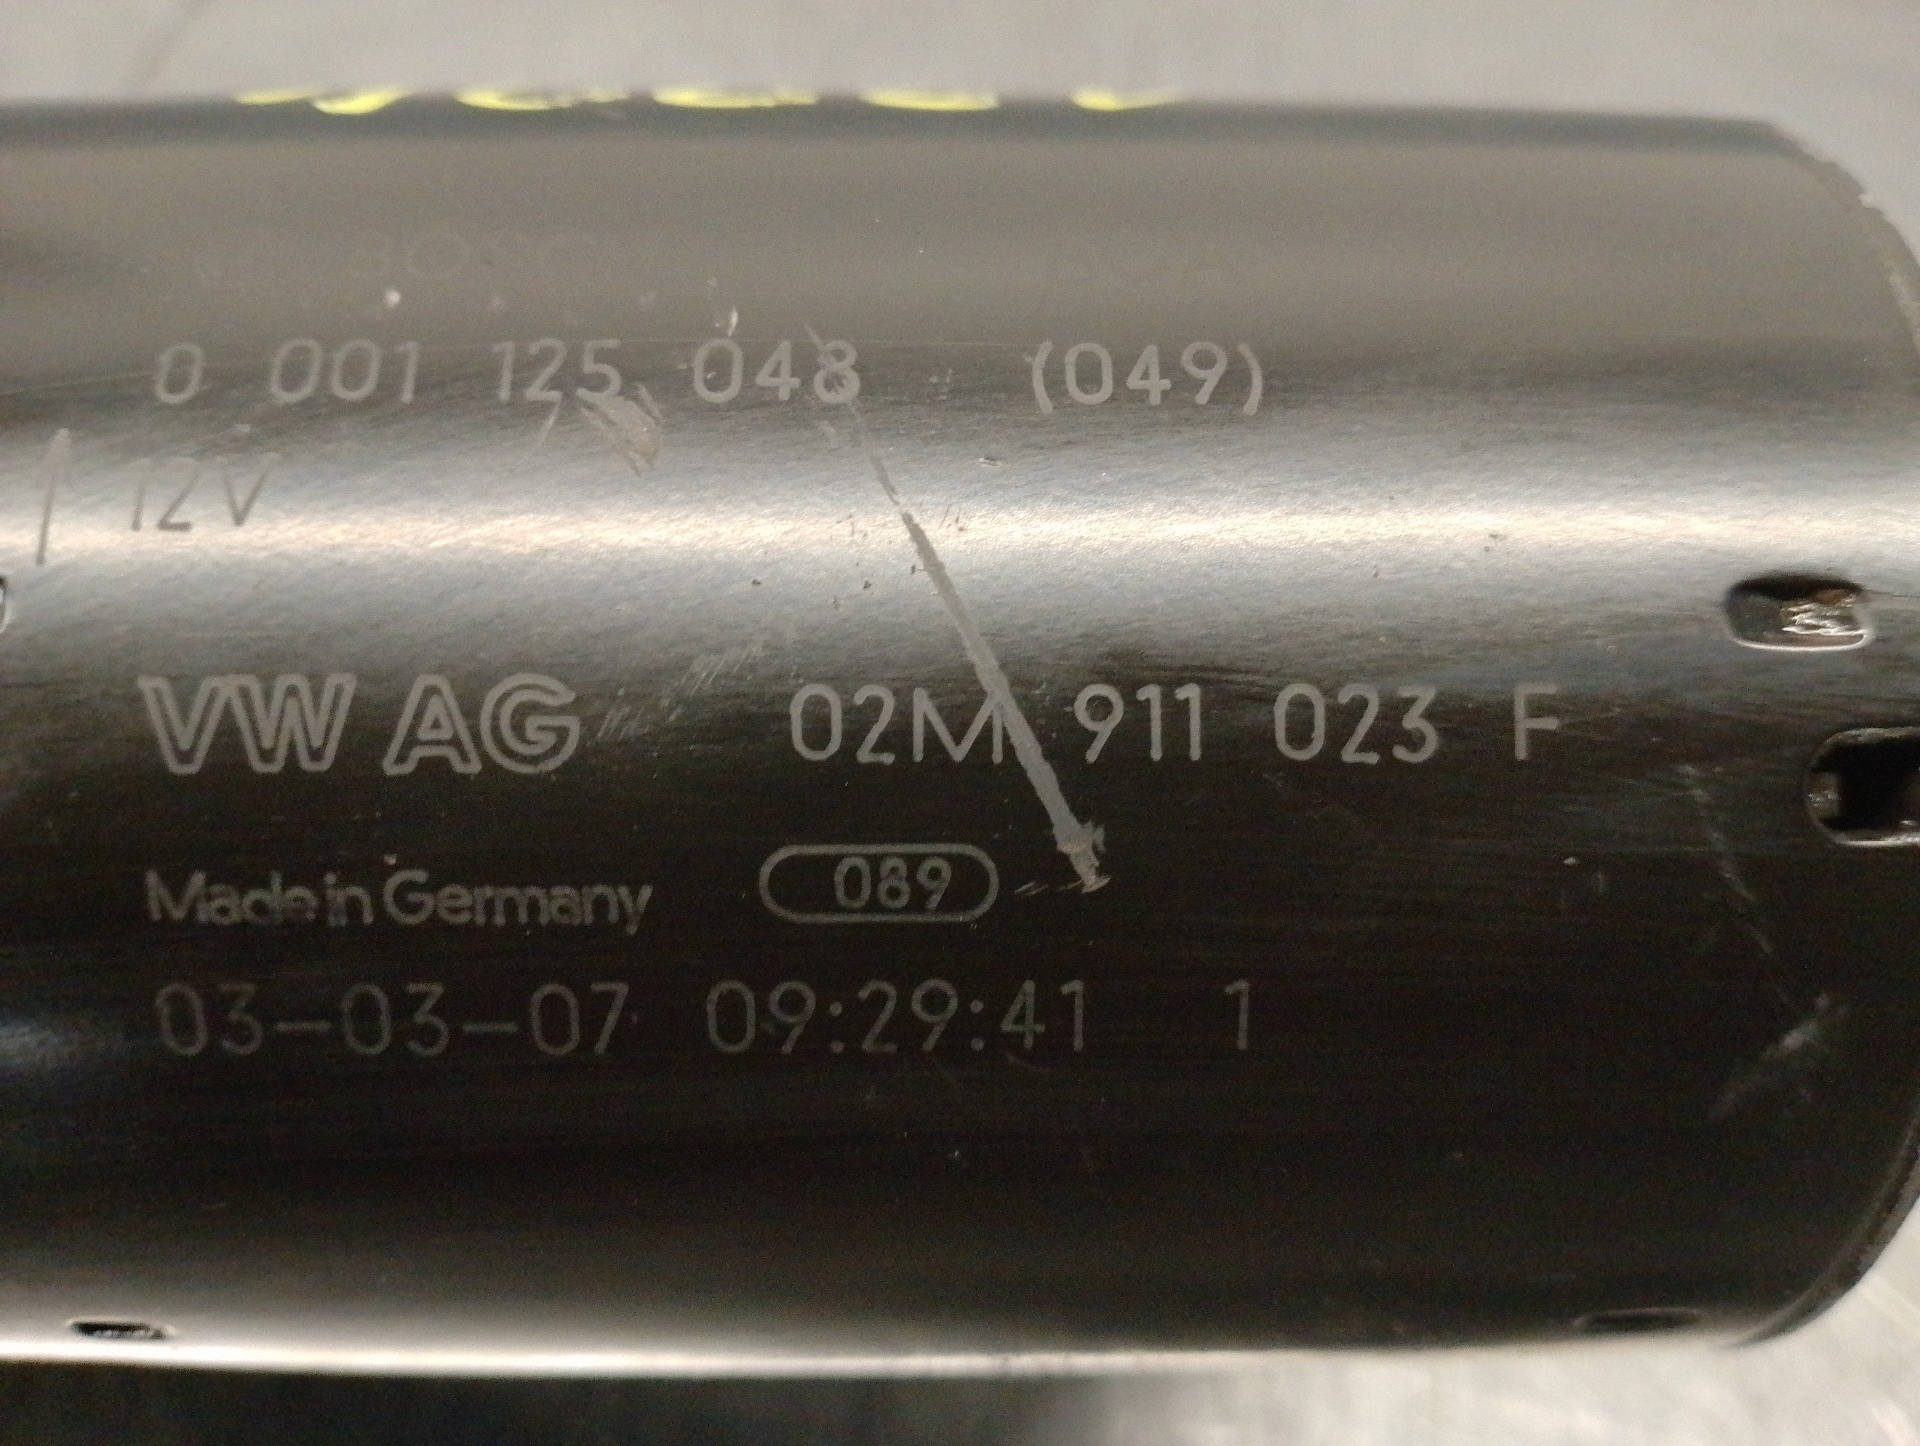 BOSCH
0 001 125 048 (049)
12V
VW AG 02M 911 023 F
Made in Germany 089
03-03-07 09:29:41 1